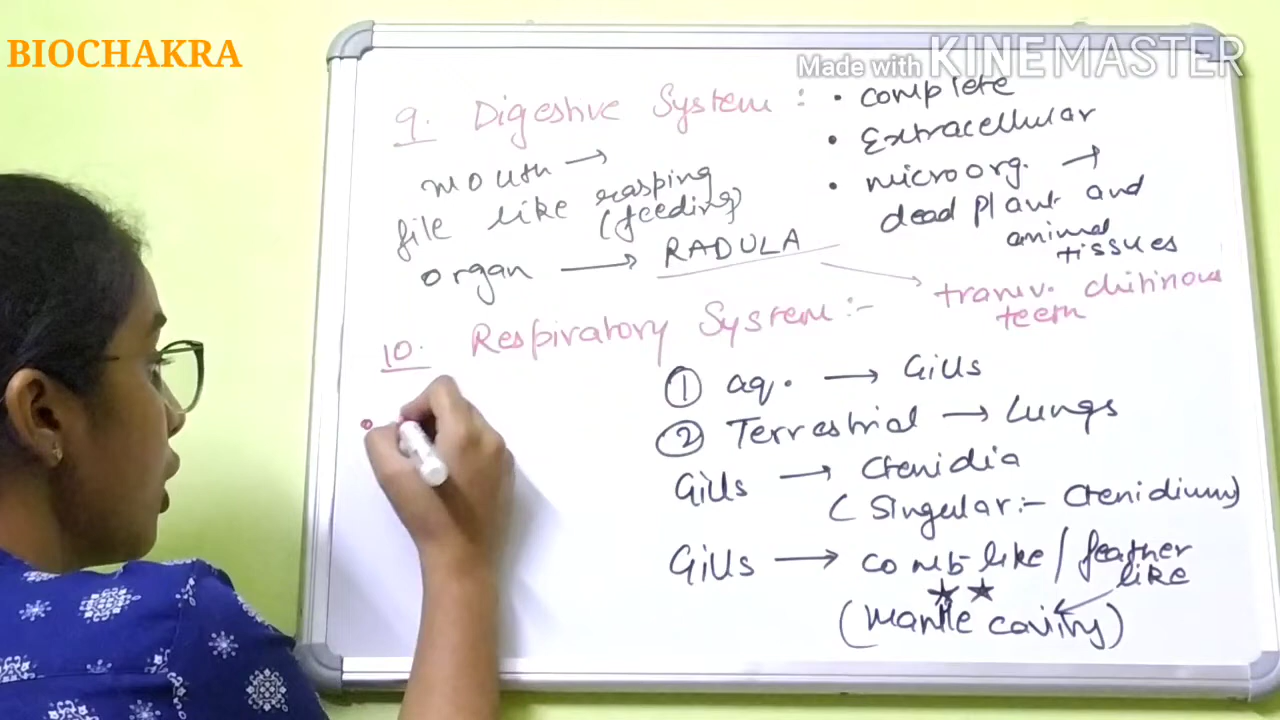 BIOCHAKRA
Made with KINEMASTER
9. Digestive System :
• complete
• Extracellular
• microorg. →
dead plant and
animal
tissues
mouth →
file like rasping
(feeding)
organ → RADULA
transv. chitinous
teeth
10. Respiratory System :-
① aq. → Gills
② Terrestrial → Lungs
Gills → Ctenidia
( Singular :- Ctenidium)
Gills → comb-like / feather
like
(mantle cavity)